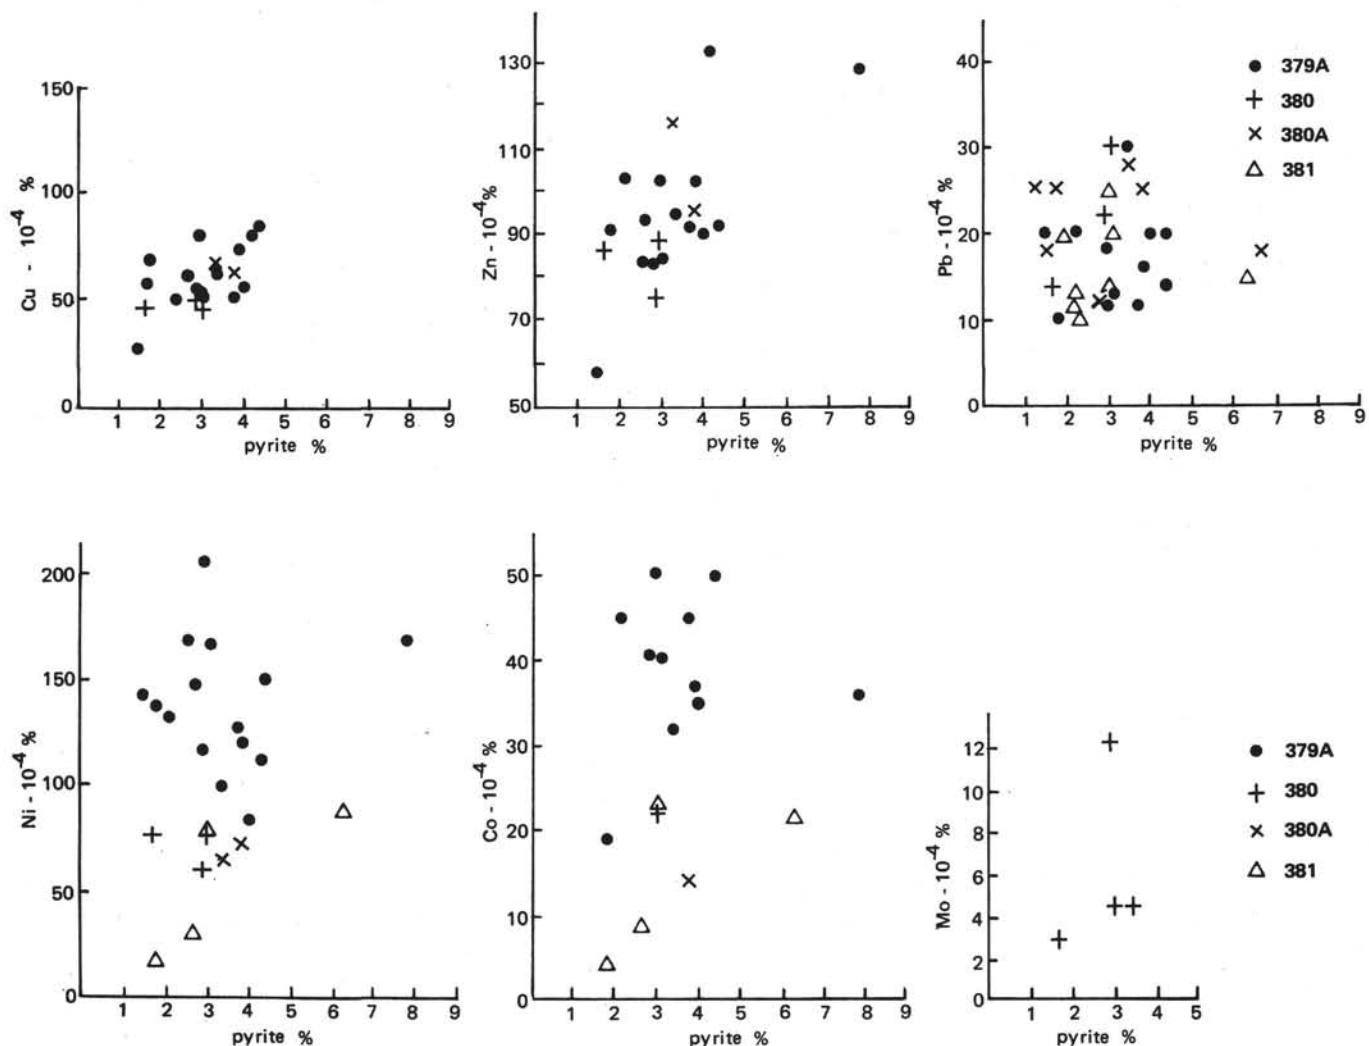 Cu - 10⁻⁴ %
150
100
50
0
1 2 3 4 5 6 7 8 9
pyrite %
Zn - 10⁻⁴ %
130
110
90
70
50
1 2 3 4 5 6 7 8 9
pyrite %
Pb - 10⁻⁴ %
40
30
20
10
0
1 2 3 4 5 6 7 8 9
pyrite %
379A
380
380A
381
Ni - 10⁻⁴ %
200
150
100
50
0
1 2 3 4 5 6 7 8 9
pyrite %
Co - 10⁻⁴ %
50
40
30
20
10
0
1 2 3 4 5 6 7 8 9
pyrite %
Mo - 10⁻⁴ %
12
10
8
6
4
2
0
1 2 3 4 5
pyrite %
379A
380
380A
381